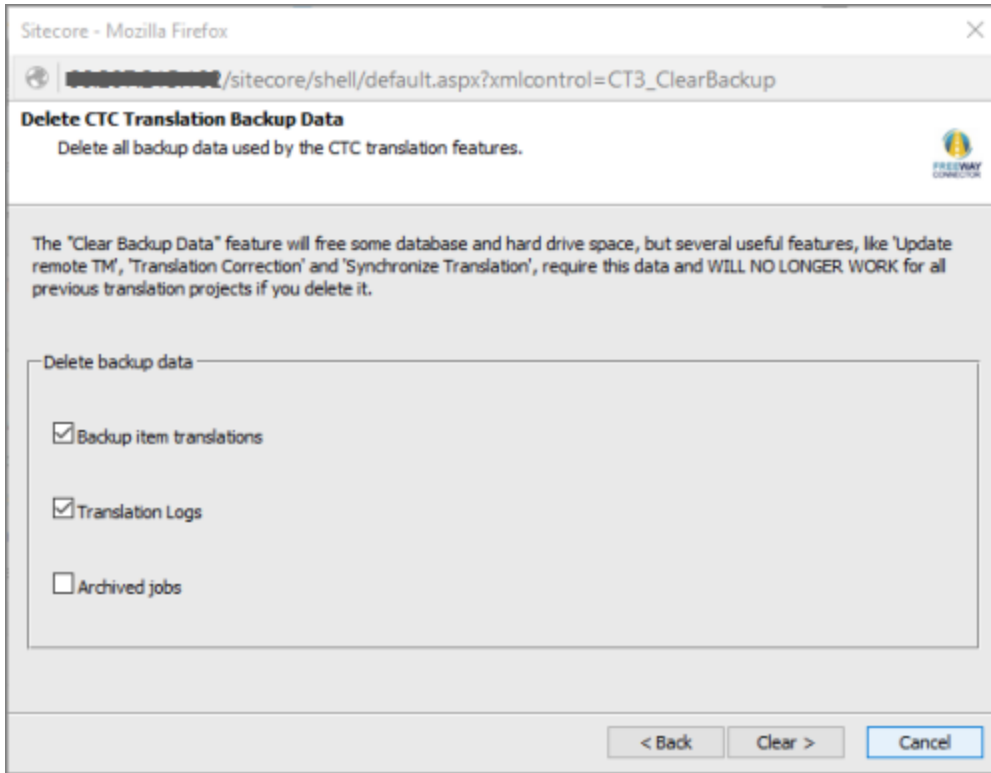 Sitecore - Mozilla Firefox
/sitecore/shell/default.aspx?xmlcontrol=CT3_ClearBackup
Delete CTC Translation Backup Data
Delete all backup data used by the CTC translation features.
FREEWAY
CONNECTOR
The "Clear Backup Data" feature will free some database and hard drive space, but several useful features, like 'Update
remote TM', 'Translation Correction' and 'Synchronize Translation', require this data and WILL NO LONGER WORK for all
previous translation projects if you delete it.
Delete backup data
Backup item translations
Translation Logs
Archived jobs
< Back
Clear >
Cancel